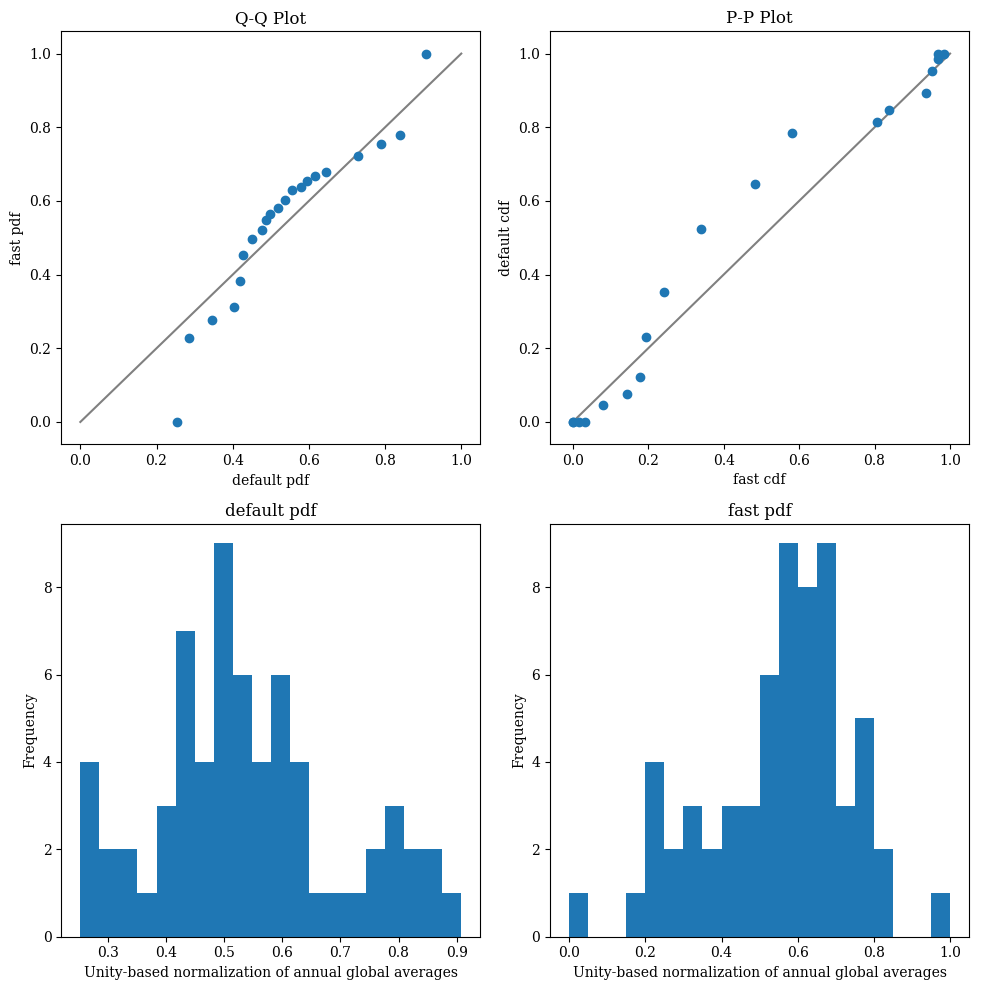 Q-Q Plot
1.0
0.8
0.6
0.4
0.2
0.0
fast pdf
0.0 0.2 0.4 0.6 0.8 1.0
default pdf
P-P Plot
1.0
0.8
0.6
0.4
0.2
0.0
default cdf
0.0 0.2 0.4 0.6 0.8 1.0
fast cdf
default pdf
8
6
4
2
0
Frequency
0.3 0.4 0.5 0.6 0.7 0.8 0.9
Unity-based normalization of annual global averages
fast pdf
8
6
4
2
0
Frequency
0.0 0.2 0.4 0.6 0.8 1.0
Unity-based normalization of annual global averages